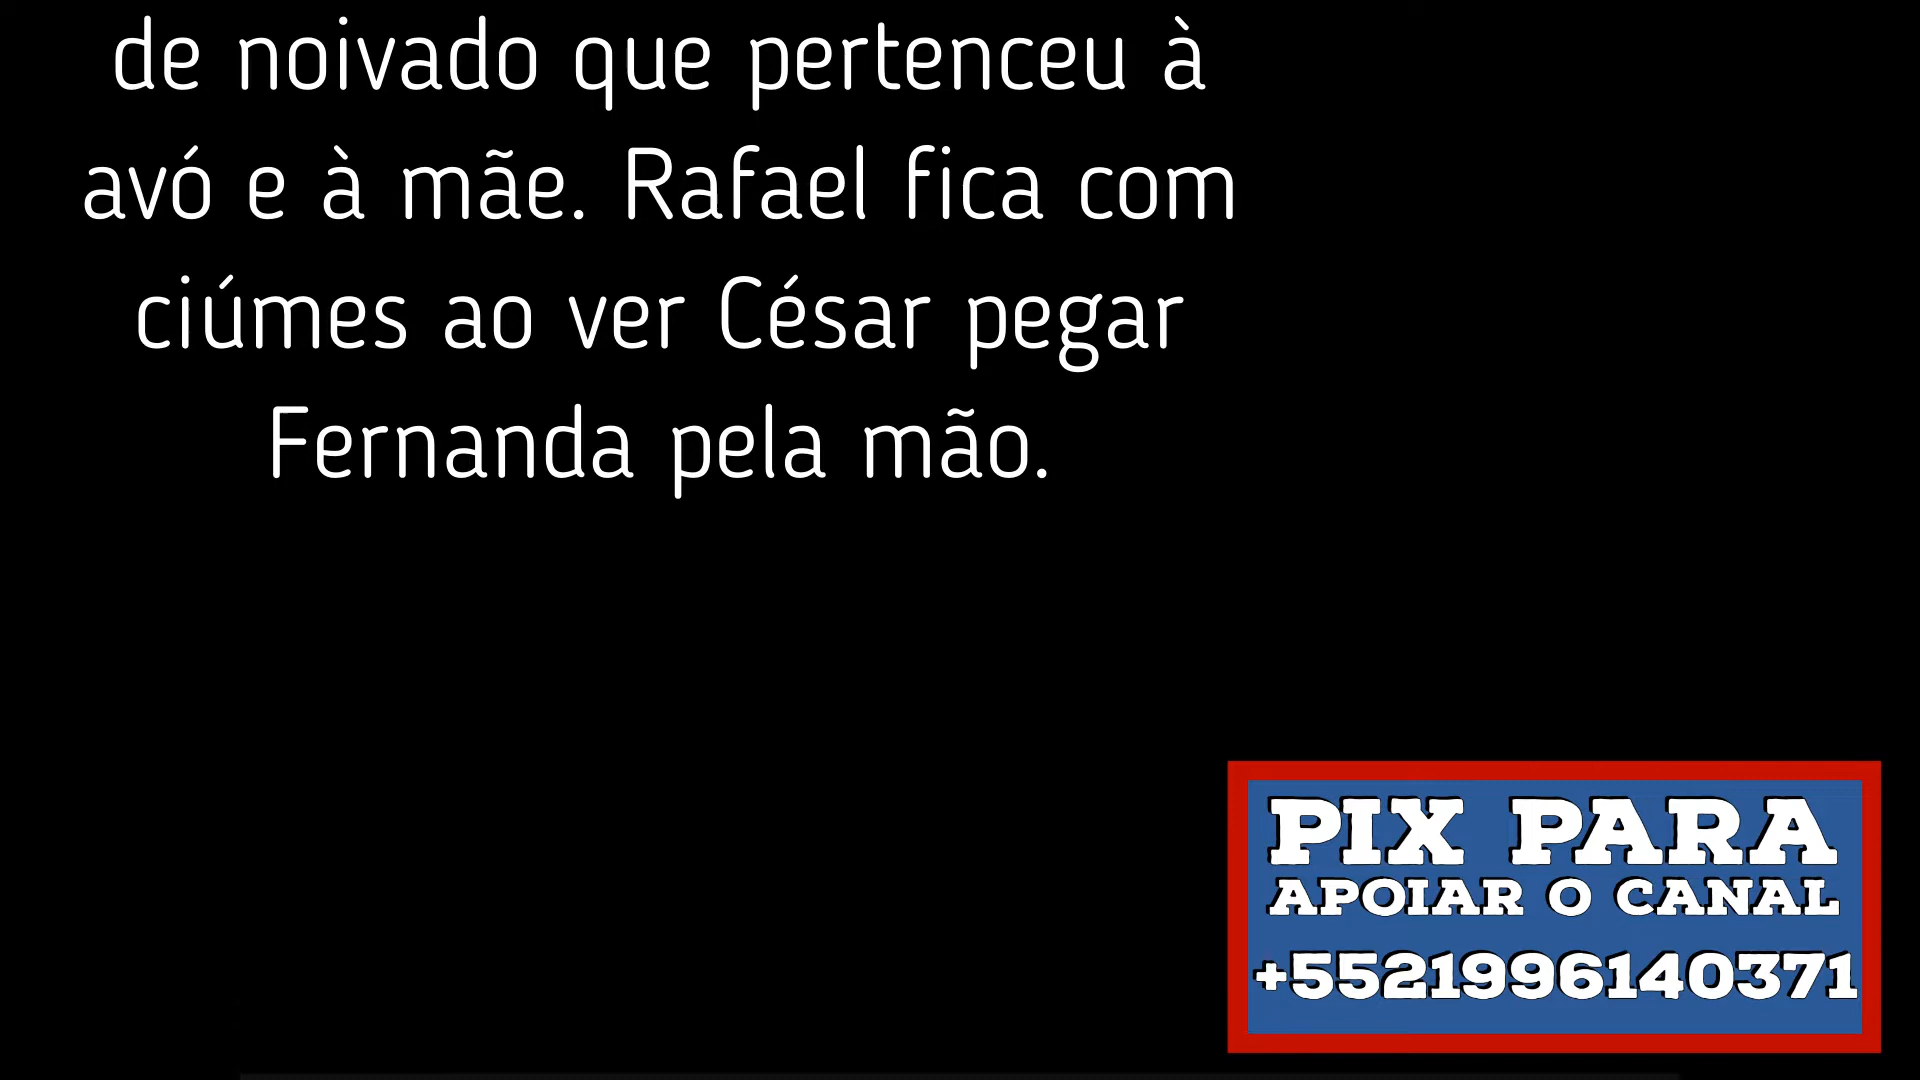 de noivado que pertenceu à
avó e à mãe. Rafael fica com
ciúmes ao ver César pegar
Fernanda pela mão.
PIX PARA
APOIAR O CANAL
+5521996140371